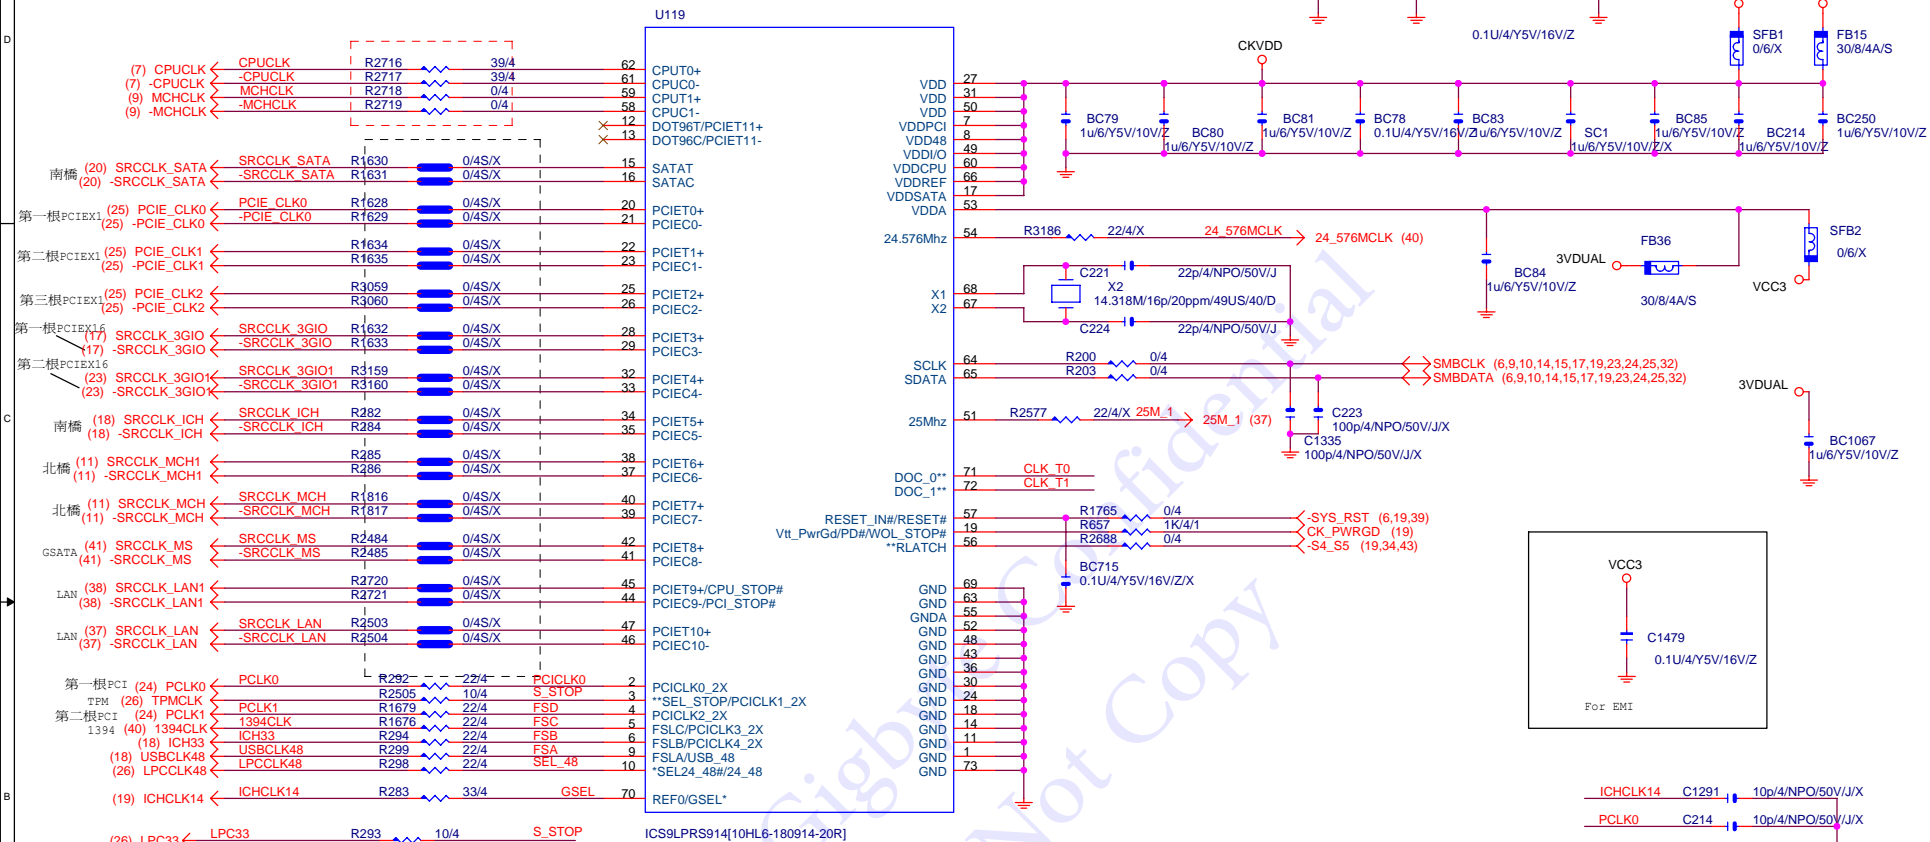 U119
D
C
B
(7) CPUCLK CPUCLK R2716 39/4 62 CPUT0+
(7) -CPUCLK -CPUCLK R2717 39/4 61 CPUC0-
(9) MCHCLK MCHCLK R2718 0/4 59 CPUT1+
(9) -MCHCLK -MCHCLK R2719 0/4 58 CPUC1-
12 DOT96T/PCIET11+
13 DOT96C/PCIET11-
南橋
(20) SRCCLK_SATA SRCCLK_SATA R1630 0/4S/X 15 SATAT
(20) -SRCCLK_SATA -SRCCLK_SATA R1631 0/4S/X 16 SATAC
第一根PCIEX1
(25) PCIE_CLK0 PCIE_CLK0 R1628 0/4S/X 20 PCIET0+
(25) -PCIE_CLK0 -PCIE_CLK0 R1629 0/4S/X 21 PCIEC0-
第二根PCIEX1
(25) PCIE_CLK1 R1634 0/4S/X 22 PCIET1+
(25) -PCIE_CLK1 R1635 0/4S/X 23 PCIEC1-
第三根PCIEX1
(25) PCIE_CLK2 R3059 0/4S/X 25 PCIET2+
(25) -PCIE_CLK2 R3060 0/4S/X 26 PCIEC2-
第一根PCIEX16
(17) SRCCLK_3GIO SRCCLK_3GIO R1632 0/4S/X 28 PCIET3+
(17) -SRCCLK_3GIO -SRCCLK_3GIO R1633 0/4S/X 29 PCIEC3-
第二根PCIEX16
(23) SRCCLK_3GIO1 SRCCLK_3GIO1 R3159 0/4S/X 32 PCIET4+
(23) -SRCCLK_3GIO1 -SRCCLK_3GIO1 R3160 0/4S/X 33 PCIEC4-
南橋
(18) SRCCLK_ICH SRCCLK_ICH R282 0/4S/X 34 PCIET5+
(18) -SRCCLK_ICH -SRCCLK_ICH R284 0/4S/X 35 PCIEC5-
北橋
(11) SRCCLK_MCH1 R285 0/4S/X 38 PCIET6+
(11) -SRCCLK_MCH1 R286 0/4S/X 37 PCIEC6-
北橋
(11) SRCCLK_MCH SRCCLK_MCH R1816 0/4S/X 40 PCIET7+
(11) -SRCCLK_MCH -SRCCLK_MCH R1817 0/4S/X 39 PCIEC7-
GSATA
(41) SRCCLK_MS SRCCLK_MS R2484 0/4S/X 42 PCIET8+
(41) -SRCCLK_MS -SRCCLK_MS R2485 0/4S/X 41 PCIEC8-
LAN
(38) SRCCLK_LAN1 R2720 0/4S/X 45 PCIET9+/CPU_STOP#
(38) -SRCCLK_LAN1 R2721 0/4S/X 44 PCIEC9-/PCI_STOP#
LAN
(37) SRCCLK_LAN SRCCLK_LAN R2503 0/4S/X 47 PCIET10+
(37) -SRCCLK_LAN -SRCCLK_LAN R2504 0/4S/X 46 PCIEC10-
第一根PCI (24) PCLK0 PCLK0 R292 22/4 PCICLK0 2 PCICLK0_2X
TPM (26) TPMCLK R2505 10/4 S_STOP 3 **SEL_STOP/PCICLK1_2X
第二根PCI (24) PCLK1 PCLK1 R1679 22/4 FSD 4 PCICLK2_2X
1394 (40) 1394CLK 1394CLK R1676 22/4 FSC 5 FSLC/PCICLK3_2X
(18) ICH33 ICH33 R294 22/4 FSB 6 FSLB/PCICLK4_2X
(18) USBCLK48 USBCLK48 R299 22/4 FSA 9 FSLA/USB_48
(26) LPCCLK48 LPCCLK48 R298 22/4 SEL_48 10 *SEL24_48#/24_48
(19) ICHCLK14 ICHCLK14 R283 33/4 GSEL 70 REF0/GSEL*
(26) LPC33 LPC33 R293 10/4 S_STOP
ICS9LPRS914[10HL6-180914-20R]
VDD 27
VDD 31
VDD 50
VDDPCI 7
VDD48 8
VDDI/O 49
VDDCPU 60
VDDREF 66
VDDSATA 17
VDDA 53
24.576Mhz 54 R3186 22/4/X 24_576MCLK 24_576MCLK (40)
X1 68
X2 67
C221 22p/4/NPO/50V/J
X2
14.318M/16p/20ppm/49US/40/D
C224 22p/4/NPO/50V/J
SCLK 64 R200 0/4 SMBCLK (6,9,10,14,15,17,19,23,24,25,32)
SDATA 65 R203 0/4 SMBDATA (6,9,10,14,15,17,19,23,24,25,32)
25Mhz 51 R2577 22/4/X 25M_1 25M_1 (37)
C223
100p/4/NPO/50V/J/X
C1335
100p/4/NPO/50V/J/X
DOC_0** 71 CLK_T0
DOC_1** 72 CLK_T1
RESET_IN#/RESET# 57 R1765 0/4 -SYS_RST (6,19,39)
Vtt_PwrGd/PD#/WOL_STOP# 19 R657 1K/4/1 CK_PWRGD (19)
**RLATCH 56 R2688 0/4 -S4_S5 (19,34,43)
BC715
0.1U/4/Y5V/16V/Z/X
GND 69
GND 63
GNDA 55
GND 52
GND 48
GND 43
GND 36
GND 30
GND 24
GND 18
GND 14
GND 11
GND 1
GND 73
CKVDD
0.1U/4/Y5V/16V/Z
SFB1
0/6/X
FB15
30/8/4A/S
BC79
1u/6/Y5V/10V/Z
BC80
1u/6/Y5V/10V/Z
BC81
1u/6/Y5V/10V/Z
BC78
0.1U/4/Y5V/16V/Z
BC83
1u/6/Y5V/10V/Z
SC1
1u/6/Y5V/10V/Z/X
BC85
1u/6/Y5V/10V/Z
BC214
1u/6/Y5V/10V/Z
BC250
1u/6/Y5V/10V/Z
BC84
1u/6/Y5V/10V/Z
3VDUAL
FB36
30/8/4A/S
SFB2
0/6/X
VCC3
3VDUAL
BC1067
1u/6/Y5V/10V/Z
VCC3
C1479
0.1U/4/Y5V/16V/Z
For EMI
ICHCLK14 C1291 10p/4/NPO/50V/J/X
PCLK0 C214 10p/4/NPO/50V/J/X
Gigbyte Confidential
Not Copy